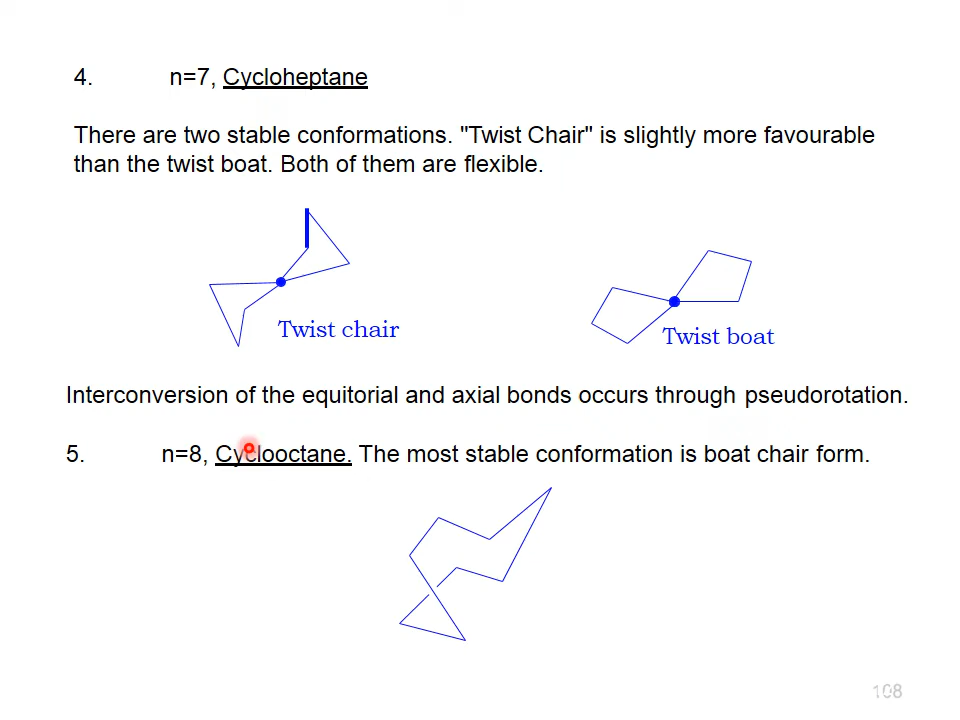 4. n=7, Cycloheptane
There are two stable conformations. "Twist Chair" is slightly more favourable
than the twist boat. Both of them are flexible.
Twist chair
Twist boat
Interconversion of the equitorial and axial bonds occurs through pseudorotation.
5. n=8, Cyclooctane. The most stable conformation is boat chair form.
108